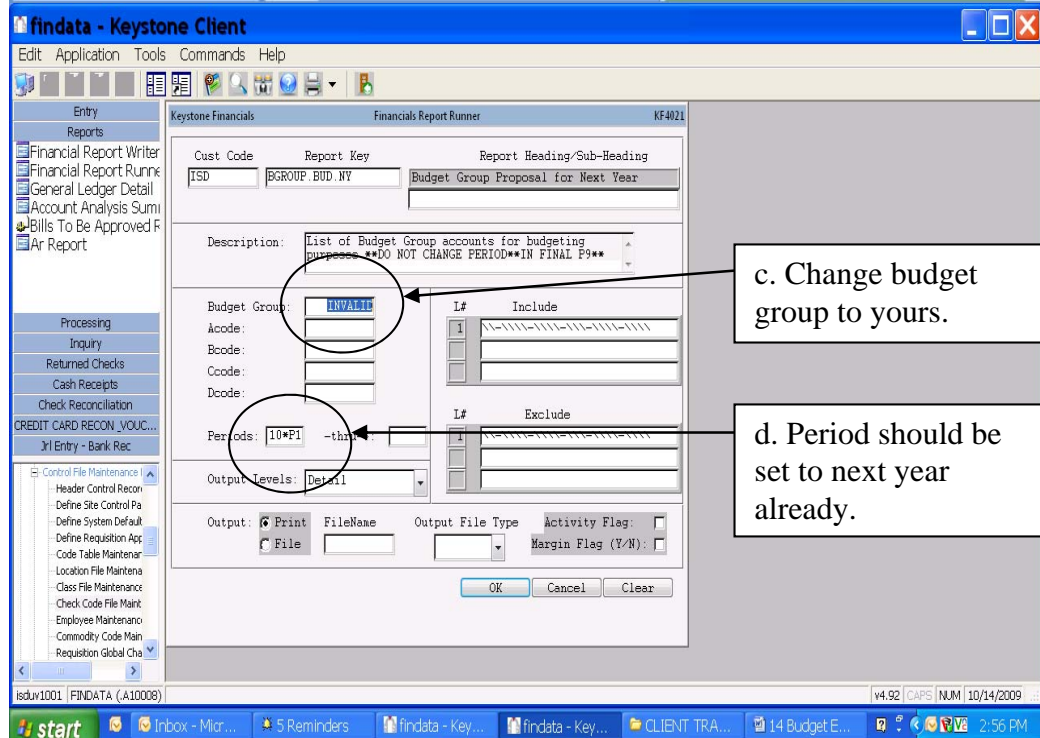 findata - Keystone Client
Edit Application Tools Commands Help
Entry
Reports
Financial Report Writer
Financial Report Runne
General Ledger Detail
Account Analysis Sum
Bills To Be Approved R
Ar Report
Processing
Inquiry
Returned Checks
Cash Receipts
Check Reconciliation
CREDIT CARD RECON _VOUC...
Jrl Entry - Bank Rec
Control File Maintenance
Header Control Recor
Define Site Control Pa
Define System Default
Define Requisition App
Code Table Maintenar
Location File Maintena
Class File Maintenance
Check Code File Maint
Employee Maintenanc
Commodity Code Main
Requisition Global Cha
Keystone Financials Financials Report Runner KF4021
Cust Code Report Key Report Heading/Sub-Heading
ISD BGROUP.BUD.NY Budget Group Proposal for Next Year
Description: List of Budget Group accounts for budgeting
purposes **DO NOT CHANGE PERIOD**IN FINAL P9**
Budget Group: INVALID
Acode:
Bcode:
Ccode:
Dcode:
L# Include
1 \\-\\\\-\\\\-\\\-\\\\-\\\\
L# Exclude
1 \\-\\\\-\\\\-\\\-\\\\-\\\\
Periods: 10*P1 -thru-:
Output Levels: Detail
Output: Print FileName Output File Type Activity Flag:
File Margin Flag (Y/N):
OK Cancel Clear
c. Change budget
group to yours.
d. Period should be
set to next year
already.
isduv1001 FINDATA (.A10008) v4.92 CAPS NUM 10/14/2009
start Inbox - Micr... 5 Reminders findata - Key... findata - Key... CLIENT TRA... 14 Budget E... 2:56 PM